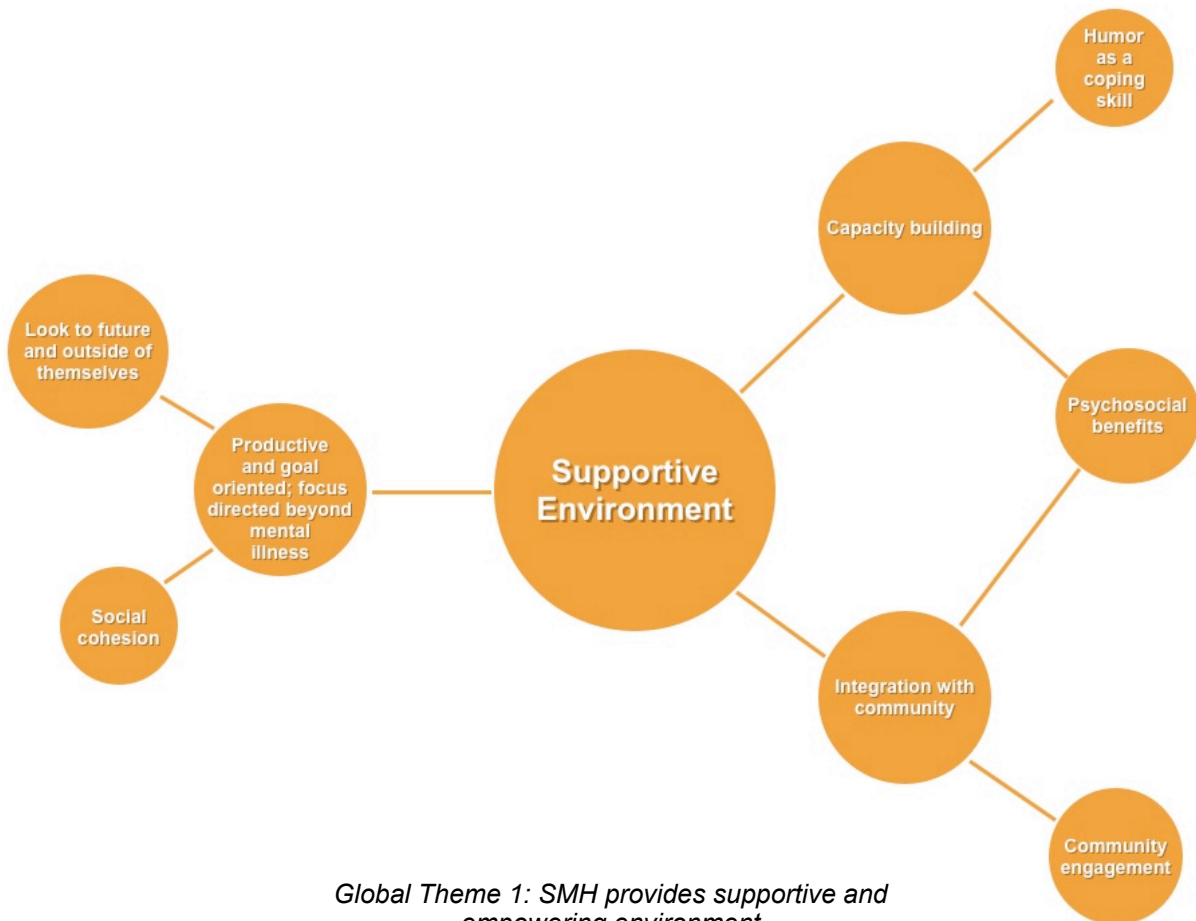 Humor
as a
coping
skill
Capacity building
Look to future
and outside of
themselves
Psychosocial
benefits
Productive
and goal
oriented; focus
directed beyond
mental
illness
Supportive
Environment
Social
cohesion
Integration with
community
Community
engagement
Global Theme 1: SMH provides supportive and
empowering environment